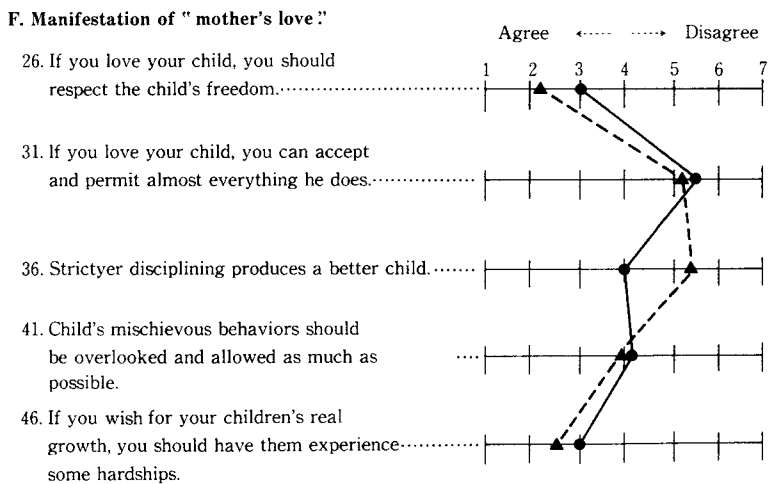 F. Manifestation of "mother's love."
Agree <---- ----> Disagree
26. If you love your child, you should
respect the child's freedom.
1 2 3 4 5 6 7
31. If you love your child, you can accept
and permit almost everything he does.
36. Strictyer disciplining produces a better child.
41. Child's mischievous behaviors should
be overlooked and allowed as much as
possible.
46. If you wish for your children's real
growth, you should have them experience
some hardships.